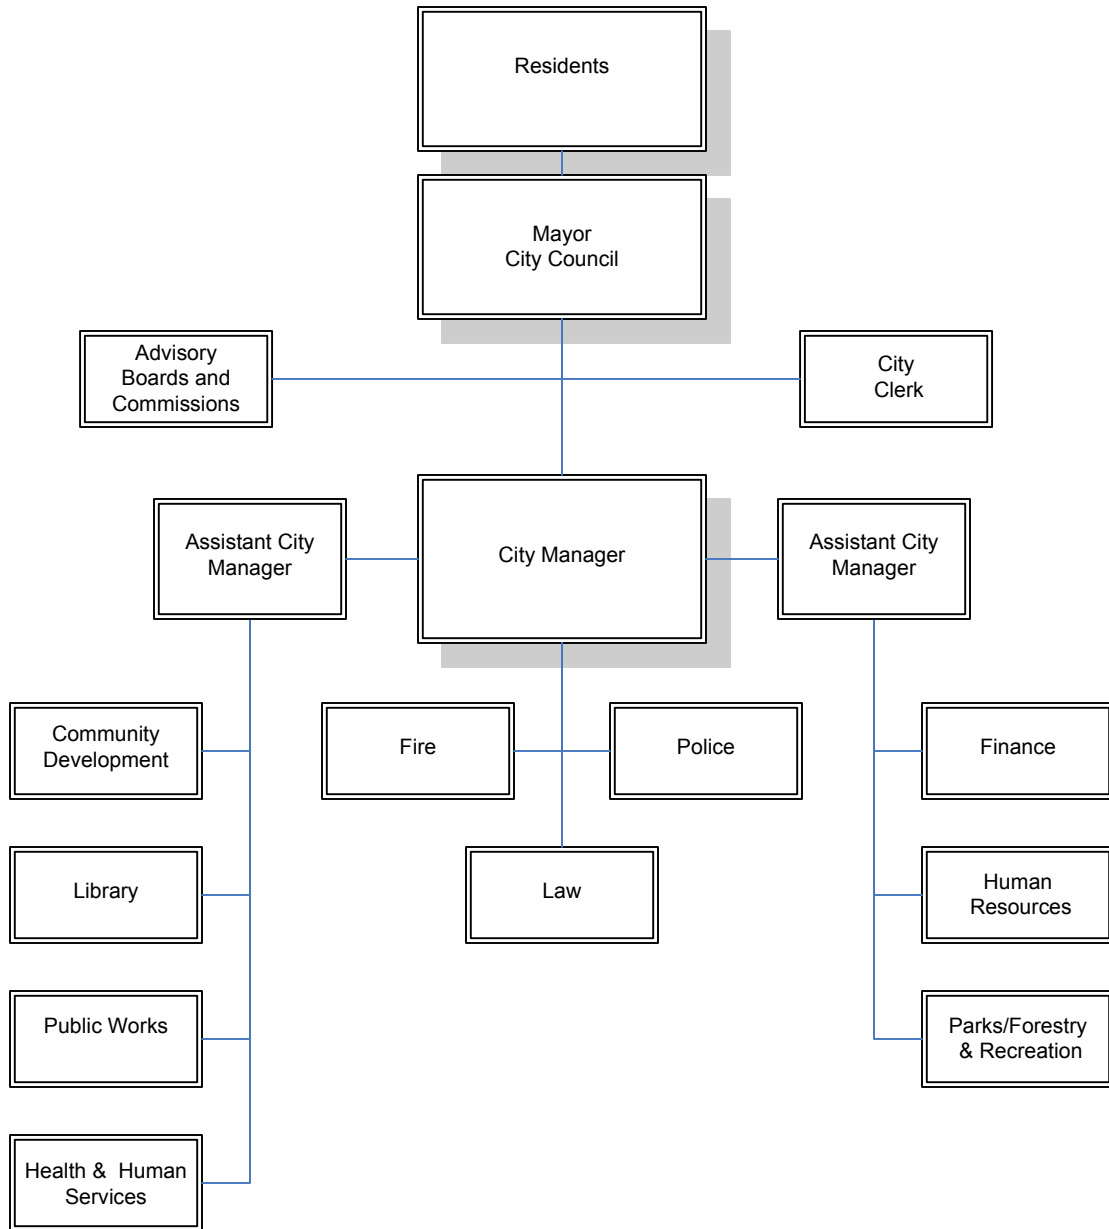 Residents
Mayor
City Council
Advisory
Boards and
Commissions
City
Clerk
Assistant City
Manager
City Manager
Assistant City
Manager
Community
Development
Fire
Police
Finance
Library
Law
Human
Resources
Public Works
Parks/Forestry
& Recreation
Health & Human
Services